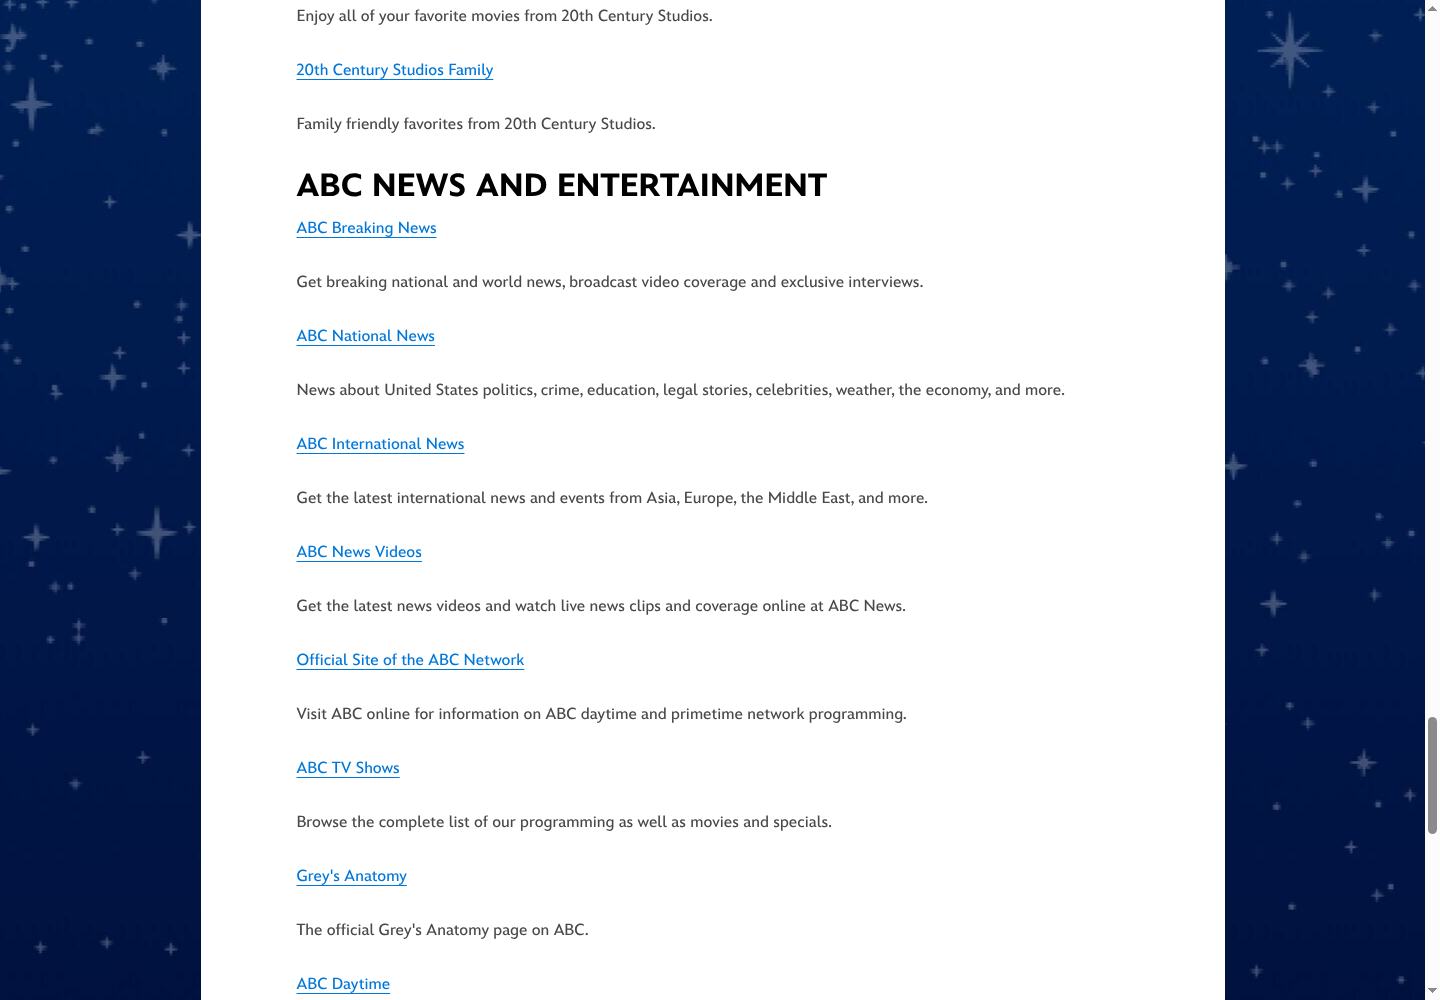 Enjoy all of your favorite movies from 20th Century Studios.
20th Century Studios Family
Family friendly favorites from 20th Century Studios.
ABC NEWS AND ENTERTAINMENT
ABC Breaking News
Get breaking national and world news, broadcast video coverage and exclusive interviews.
ABC National News
News about United States politics, crime, education, legal stories, celebrities, weather, the economy, and more.
ABC International News
Get the latest international news and events from Asia, Europe, the Middle East, and more.
ABC News Videos
Get the latest news videos and watch live news clips and coverage online at ABC News.
Official Site of the ABC Network
Visit ABC online for information on ABC daytime and primetime network programming.
ABC TV Shows
Browse the complete list of our programming as well as movies and specials.
Grey's Anatomy
The official Grey's Anatomy page on ABC.
ABC Daytime